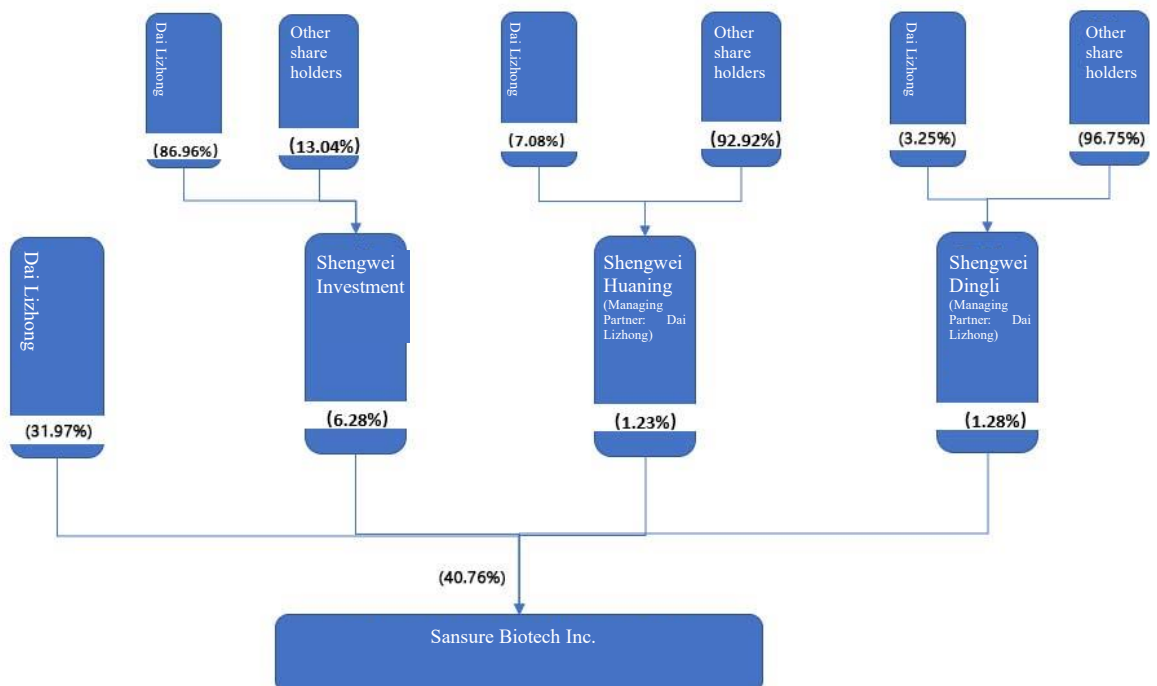 Dai Lizhong
(86.96%)
Other
share
holders
(13.04%)
Dai Lizhong
(7.08%)
Other
share
holders
(92.92%)
Dai Lizhong
(3.25%)
Other
share
holders
(96.75%)
Dai Lizhong
(31.97%)
Shengwei
Investment
(6.28%)
Shengwei
Huaning
(Managing
Partner: Dai
Lizhong)
(1.23%)
Shengwei
Dingli
(Managing
Partner: Dai
Lizhong)
(1.28%)
(40.76%)
Sansure Biotech Inc.